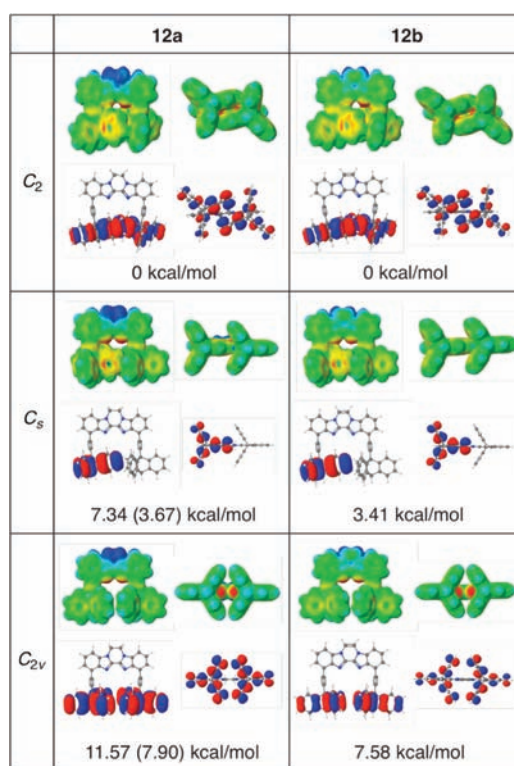 12a 12b
C2
0 kcal/mol 0 kcal/mol
Cs
7.34 (3.67) kcal/mol 3.41 kcal/mol
C2v
11.57 (7.90) kcal/mol 7.58 kcal/mol